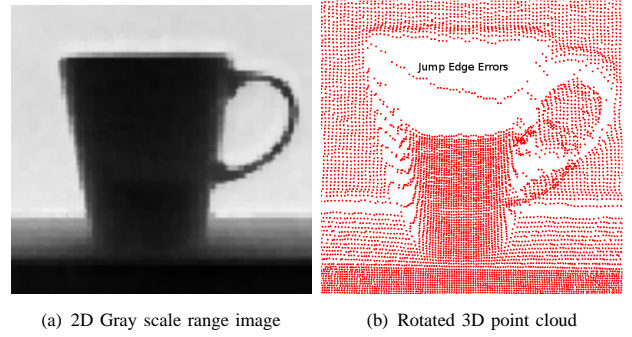 Jump Edge Errors
(a) 2D Gray scale range image
(b) Rotated 3D point cloud